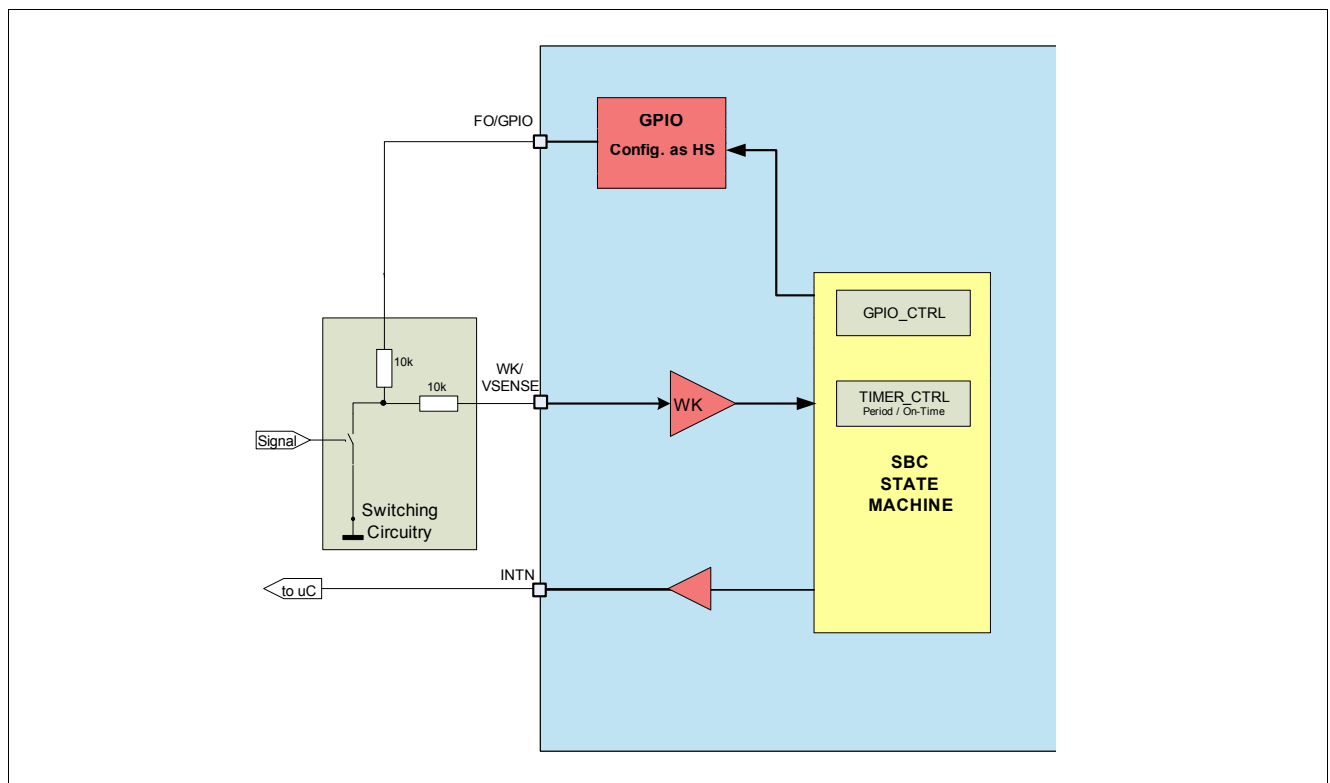 FO/GPIO
GPIO
Config. as HS
GPIO_CTRL
10k
10k
WK/
VSENSE
WK
TIMER_CTRL
Period / On-Time
Signal
SBC
STATE
MACHINE
Switching
Circuitry
INTN
to uC